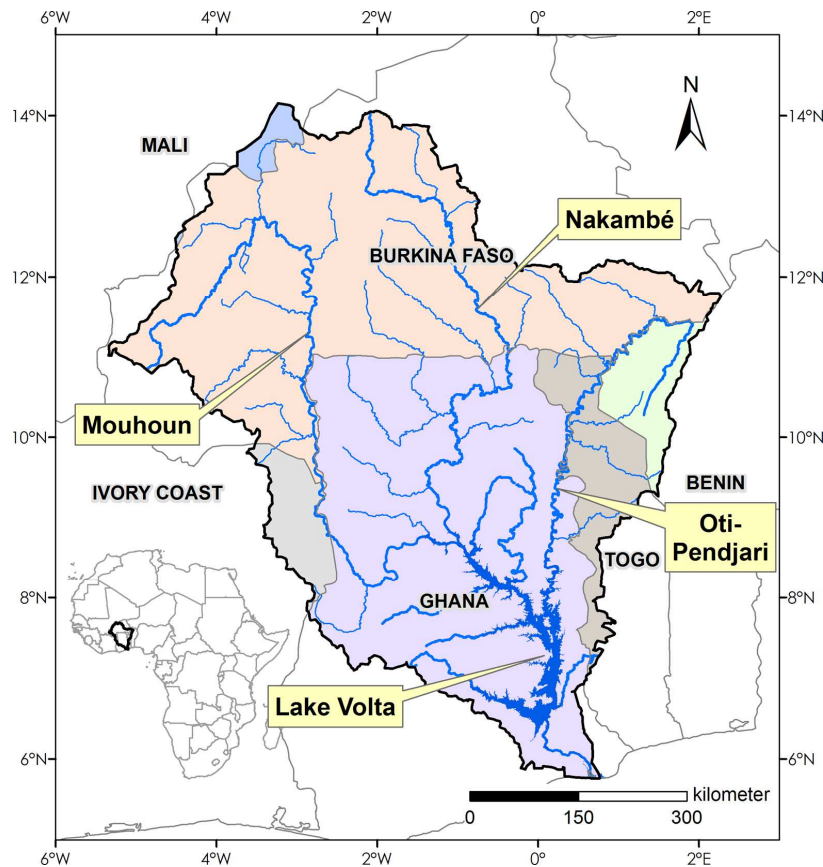 6°W 4°W 2°W 0° 2°E
14°N 14°N
N
MALI
Nakambé
BURKINA FASO
12°N 12°N
Mouhoun
10°N 10°N
IVORY COAST
BENIN
Oti-
Pendjari
TOGO
8°N 8°N
GHANA
Lake Volta
6°N 6°N
kilometer
0 150 300
6°W 4°W 2°W 0° 2°E